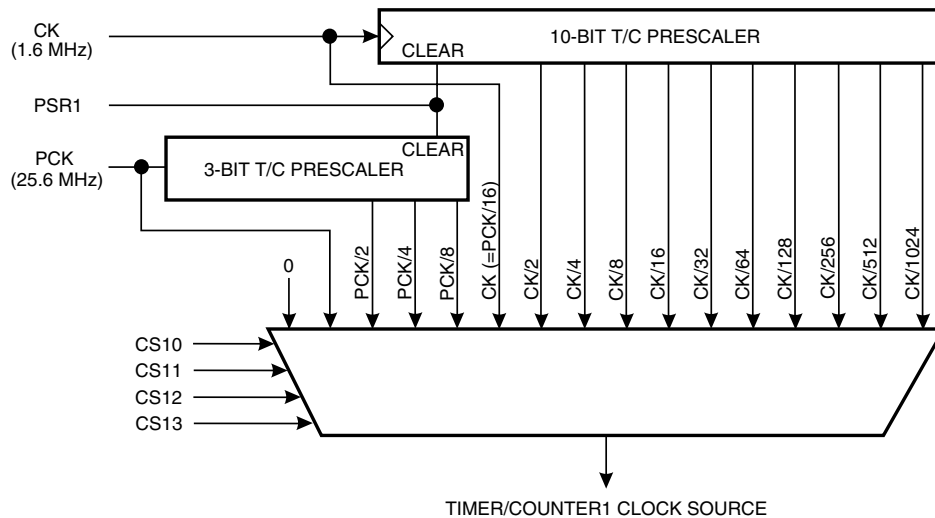 CK
(1.6 MHz)
10-BIT T/C PRESCALER
CLEAR
PSR1
CLEAR
PCK
(25.6 MHz)
3-BIT T/C PRESCALER
0
PCK/2
PCK/4
PCK/8
CK (=PCK/16)
CK/2
CK/4
CK/8
CK/16
CK/32
CK/64
CK/128
CK/256
CK/512
CK/1024
CS10
CS11
CS12
CS13
TIMER/COUNTER1 CLOCK SOURCE